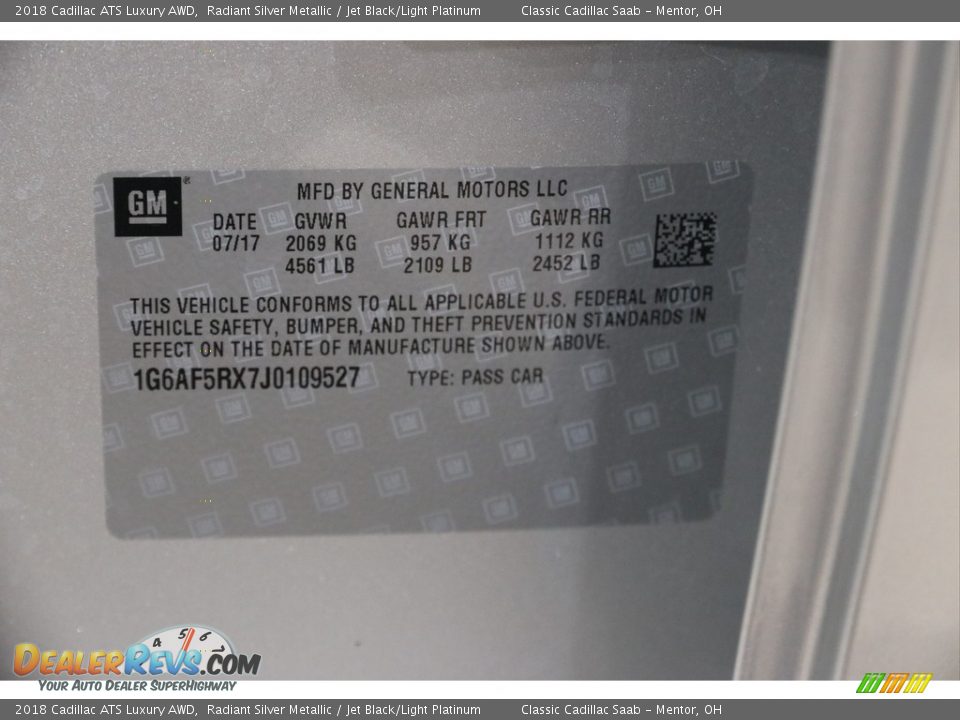 2018 Cadillac ATS Luxury AWD, Radiant Silver Metallic / Jet Black/Light Platinum Classic Cadillac Saab - Mentor, OH
GM ® MFD BY GENERAL MOTORS LLC
DATE GVWR GAWR FRT GAWR RR
07/17 2069 KG 957 KG 1112 KG
4561 LB 2109 LB 2452 LB
THIS VEHICLE CONFORMS TO ALL APPLICABLE U.S. FEDERAL MOTOR
VEHICLE SAFETY, BUMPER, AND THEFT PREVENTION STANDARDS IN
EFFECT ON THE DATE OF MANUFACTURE SHOWN ABOVE.
1G6AF5RX7J0109527 TYPE: PASS CAR
4 5 6
DealerRevs.com
Your Auto Dealer SuperHighway
2018 Cadillac ATS Luxury AWD, Radiant Silver Metallic / Jet Black/Light Platinum Classic Cadillac Saab - Mentor, OH